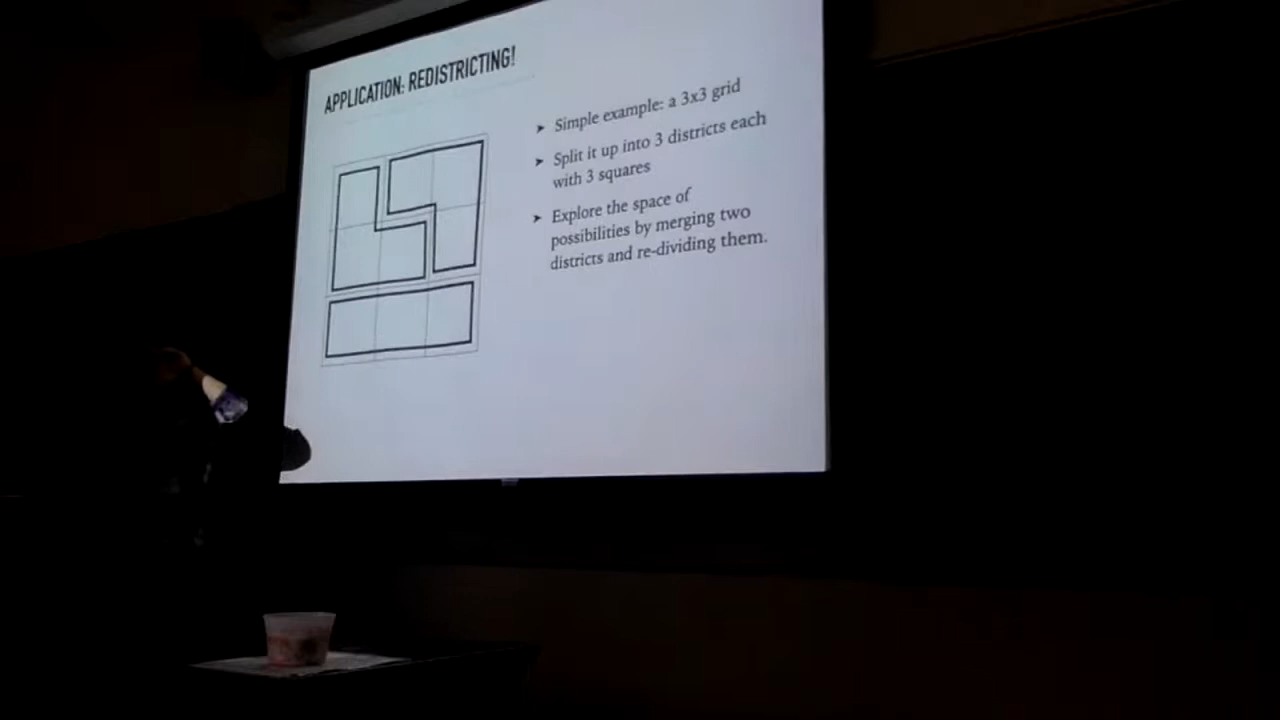 APPLICATION: REDISTRICTING!
➤ Simple example: a 3x3 grid
➤ Split it up into 3 districts each
with 3 squares
➤ Explore the space of
possibilities by merging two
districts and re-dividing them.